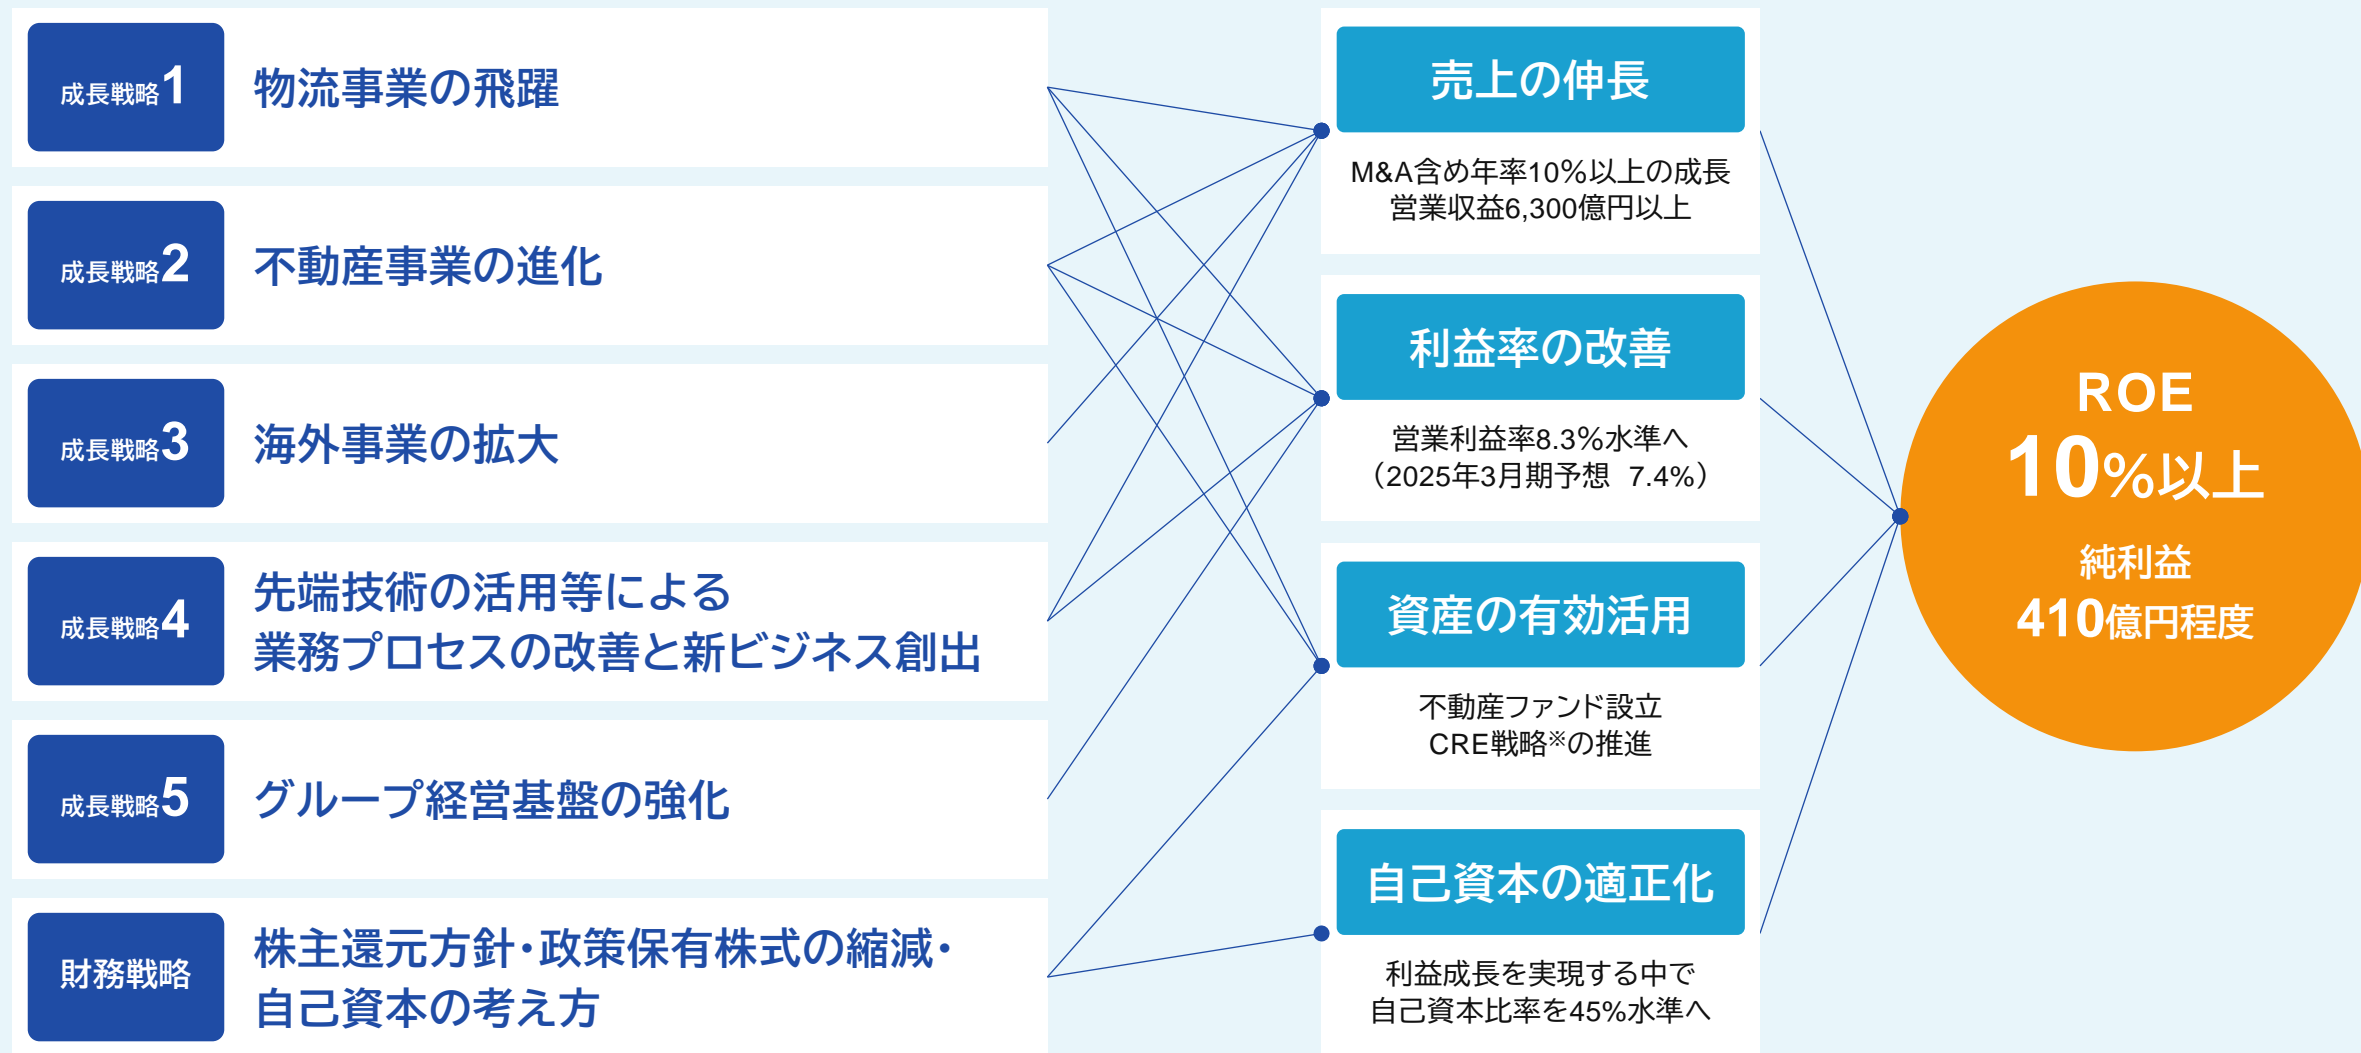 成長戦略1
物流事業の飛躍
成長戦略2
不動産事業の進化
成長戦略3
海外事業の拡大
成長戦略4
先端技術の活用等による
業務プロセスの改善と新ビジネス創出
成長戦略5
グループ経営基盤の強化
財務戦略
株主還元方針・政策保有株式の縮減・
自己資本の考え方
売上の伸長
M&A含め年率10%以上の成長
営業収益6,300億円以上
利益率の改善
営業利益率8.3%水準へ
（2025年3月期予想 7.4%）
資産の有効活用
不動産ファンド設立
CRE戦略※の推進
自己資本の適正化
利益成長を実現する中で
自己資本比率を45%水準へ
ROE
10%以上
純利益
410億円程度